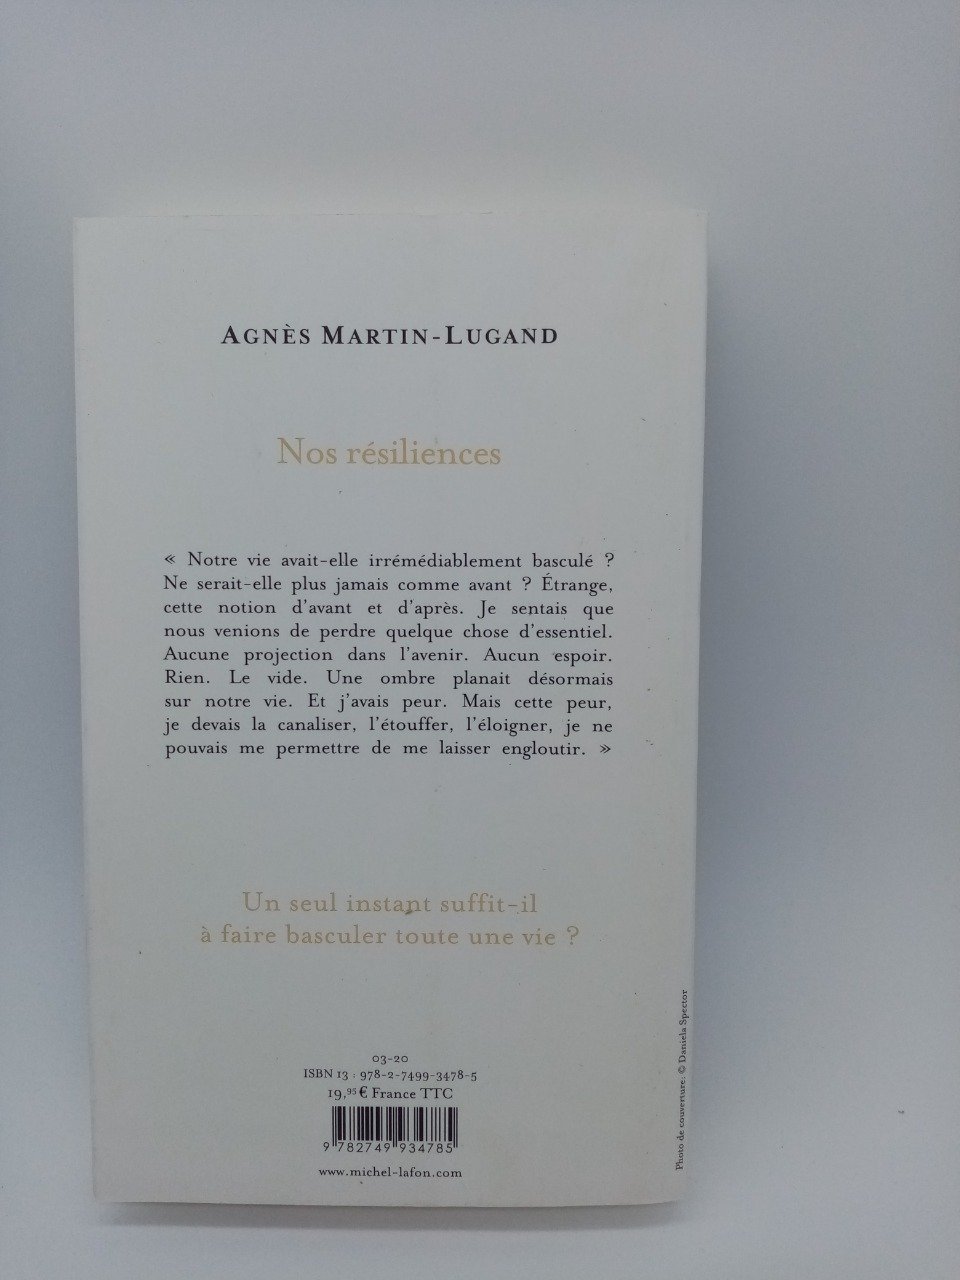 AGNÈS MARTIN-LUGAND
Nos résiliences
« Notre vie avait-elle irrémédiablement basculé ?
Ne serait-elle plus jamais comme avant ? Étrange,
cette notion d'avant et d'après. Je sentais que
nous venions de perdre quelque chose d'essentiel.
Aucune projection dans l'avenir. Aucun espoir.
Rien. Le vide. Une ombre planait désormais
sur notre vie. Et j'avais peur. Mais cette peur,
je devais la canaliser, l'étouffer, l'éloigner, je ne
pouvais me permettre de me laisser engloutir. »
Un seul instant suffit-il
à faire basculer toute une vie ?
03-20
ISBN 13 : 978-2-7499-3478-5
19,95 € France TTC
9 782749 934785
www.michel-lafon.com
Photo de couverture : © Daniela Spector